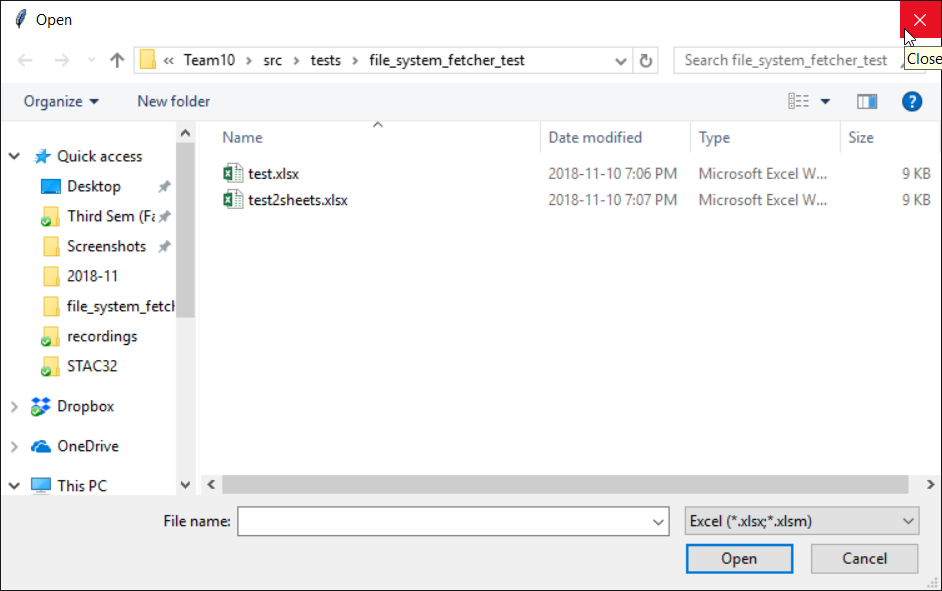 Open
« Team10 › src › tests › file_system_fetcher_test
Search file_system_fetcher_test
Close
Organize
New folder
Name Date modified Type Size
Quick access
Desktop
Third Sem (Fa
Screenshots
2018-11
file_system_fetch
recordings
STAC32
Dropbox
OneDrive
This PC
test.xlsx 2018-11-10 7:06 PM Microsoft Excel W... 9 KB
test2sheets.xlsx 2018-11-10 7:07 PM Microsoft Excel W... 9 KB
File name:
Excel (*.xlsx;*.xlsm)
Open
Cancel